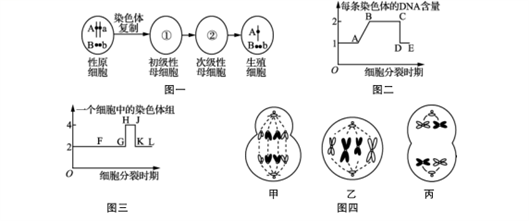 A a
B b
染色体
复制
①
②
A
B b
性原
细胞
初级性
母细胞
次级性
母细胞
生殖
细胞
图一
每条染色体的DNA含量
2
1
0
A
B
C
D
E
细胞分裂时期
图二
一个细胞中的染色体组
4
2
0
F
G
H
J
K
L
细胞分裂时期
图三
甲
乙
丙
图四